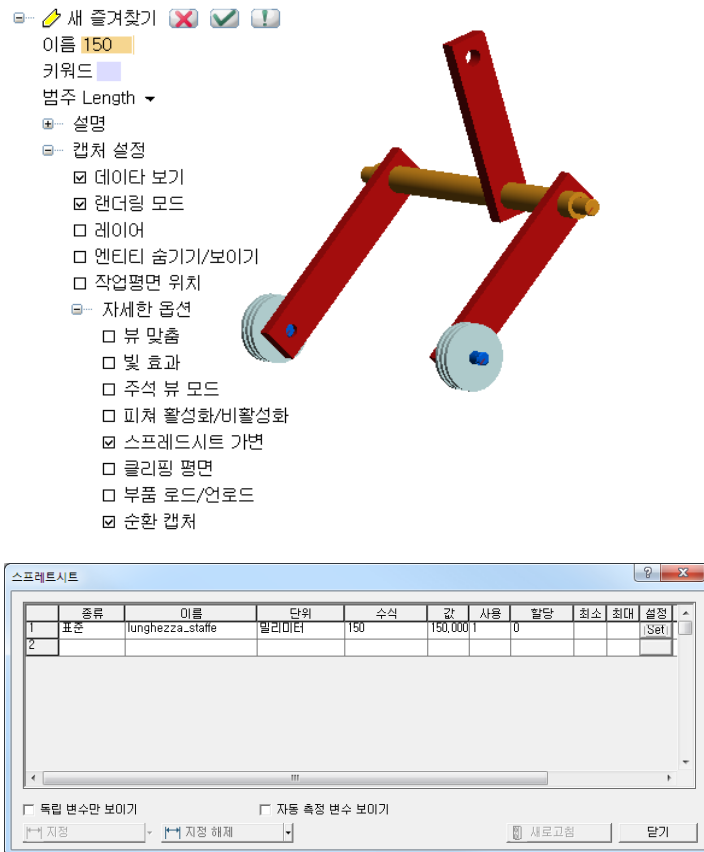 새 즐겨찾기
이름 150
키워드
범주 Length
설명
캡처 설정
데이타 보기
랜더링 모드
레이어
엔티티 숨기기/보이기
작업평면 위치
자세한 옵션
뷰 맞춤
빛 효과
주석 뷰 모드
피쳐 활성화/비활성화
스프레드시트 가변
클리핑 평면
부품 로드/언로드
순환 캡처
스프레트시트
종류 이름 단위 수식 값 사용 할당 최소 최대 설정
1 표준 lunghezza_staffe 밀리미터 150 150,000 1 0 Set
2
독립 변수만 보이기 자동 측정 변수 보이기
지정 지정 해제 새로고침 닫기